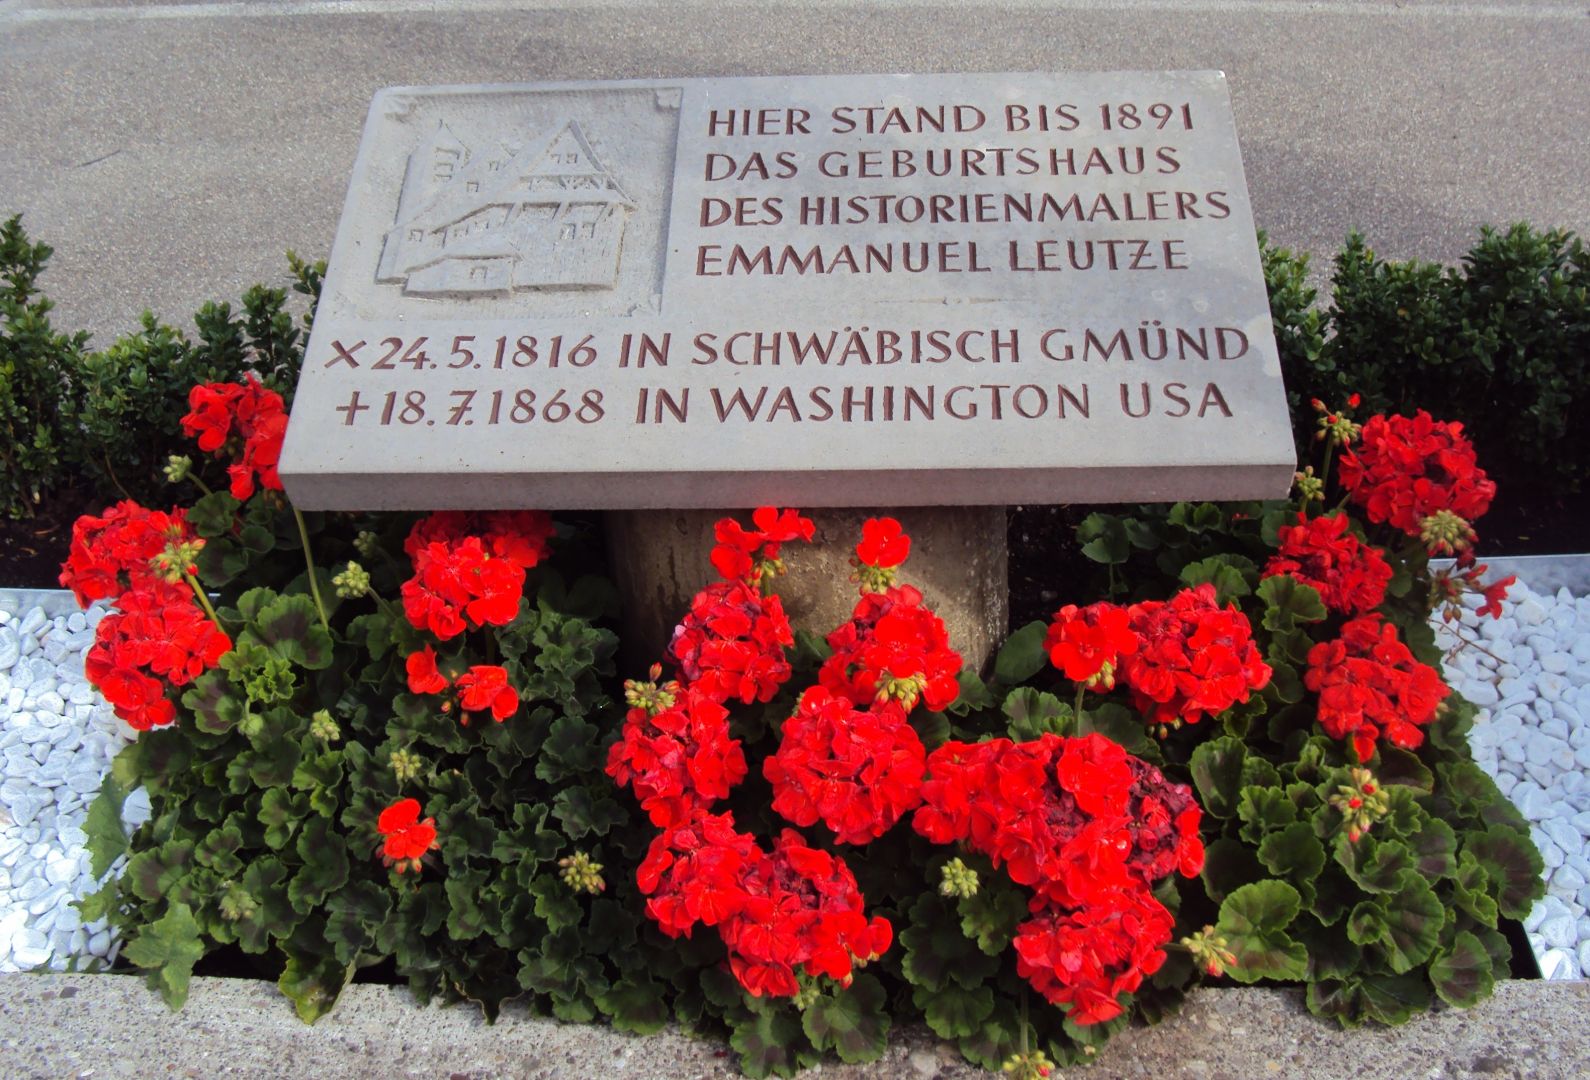 HIER STAND BIS 1891
DAS GEBURTSHAUS
DES HISTORIENMALERS
EMMANUEL LEUTZE
× 24.5.1816 IN SCHWÄBISCH GMÜND
+ 18.7.1868 IN WASHINGTON USA